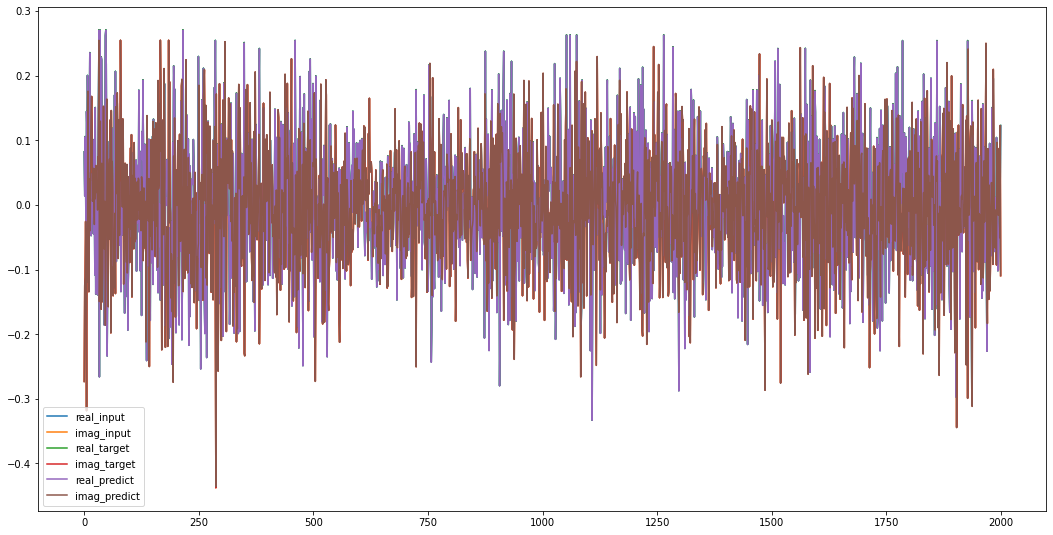 0.3
0.2
0.1
0.0
−0.1
−0.2
−0.3
−0.4
real_input
imag_input
real_target
imag_target
real_predict
imag_predict
0 250 500 750 1000 1250 1500 1750 2000